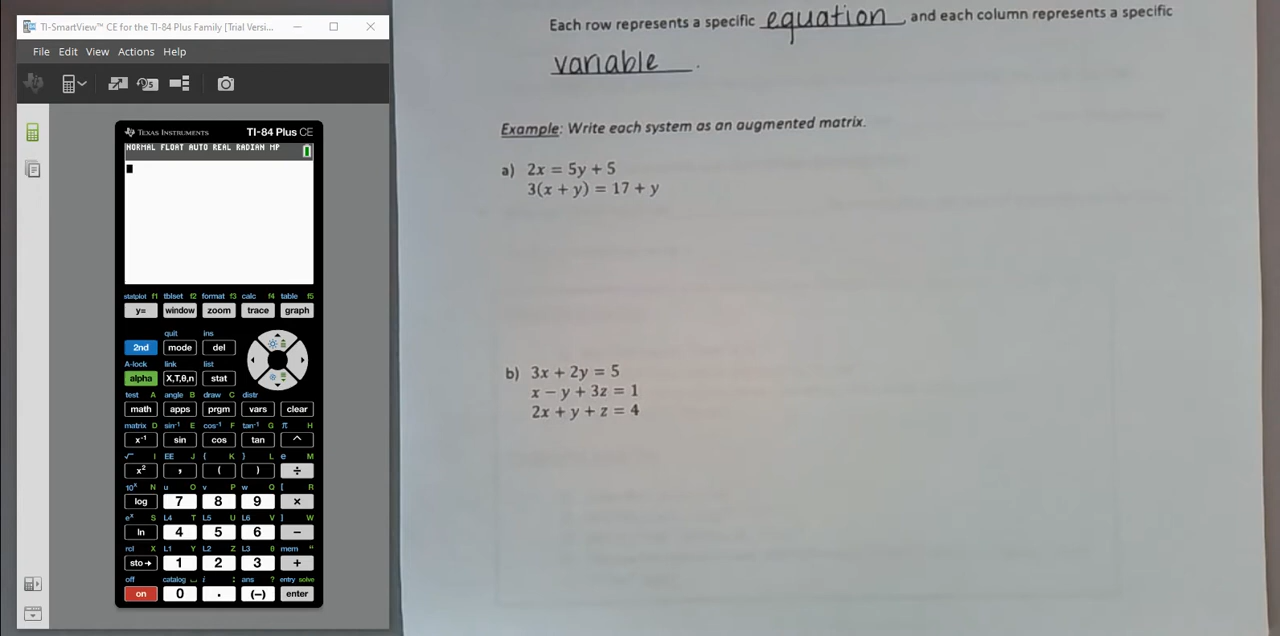 TI-SmartView™ CE for the TI-84 Plus Family [Trial Versi...
File Edit View Actions Help
TEXAS INSTRUMENTS TI-84 Plus CE
NORMAL FLOAT AUTO REAL RADIAN MP
statplot f1 tblset f2 format f3 calc f4 table f5
y= window zoom trace graph
quit ins
2nd mode del
A-lock link list
alpha X,T,θ,n stat
test A angle B draw C distr
math apps prgm vars clear
matrix D sin-1 E cos-1 F tan-1 G π H
x-1 sin cos tan ^
√ I EE J { K } L e M
x² , ( ) ÷
10x N u O v P w Q [ R
log 7 8 9 ×
ex S L4 T L5 U L6 V ] W
ln 4 5 6 −
rcl X L1 Y L2 Z L3 θ mem "
sto→ 1 2 3 +
off catalog i : ans ? entry solve
on 0 . (−) enter
Each row represents a specific equation, and each column represents a specific
variable.
Example: Write each system as an augmented matrix.
a) 2x = 5y + 5
3(x + y) = 17 + y
b) 3x + 2y = 5
x − y + 3z = 1
2x + y + z = 4